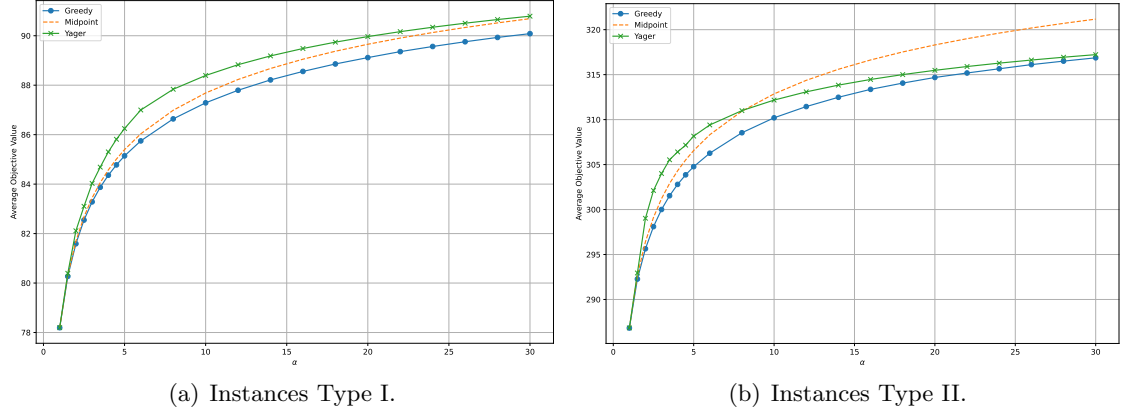 Greedy
Midpoint
Yager
Average Objective Value
90
88
86
84
82
80
78
0
5
10
15
20
25
30
α
(a) Instances Type I.
Greedy
Midpoint
Yager
Average Objective Value
320
315
310
305
300
295
290
0
5
10
15
20
25
30
α
(b) Instances Type II.